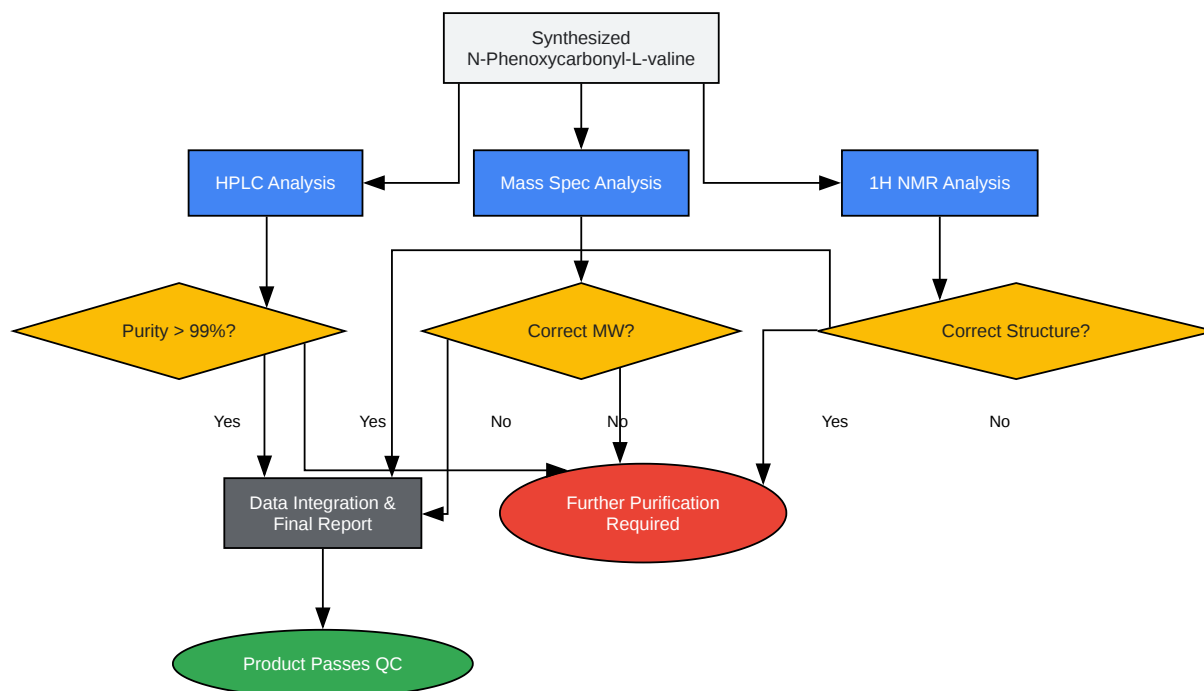 Synthesized
N-Phenoxycarbonyl-L-valine
HPLC Analysis
Mass Spec Analysis
1H NMR Analysis
Purity > 99%?
Correct MW?
Correct Structure?
Yes
Yes
No
No
Yes
No
Data Integration &
Final Report
Further Purification
Required
Product Passes QC